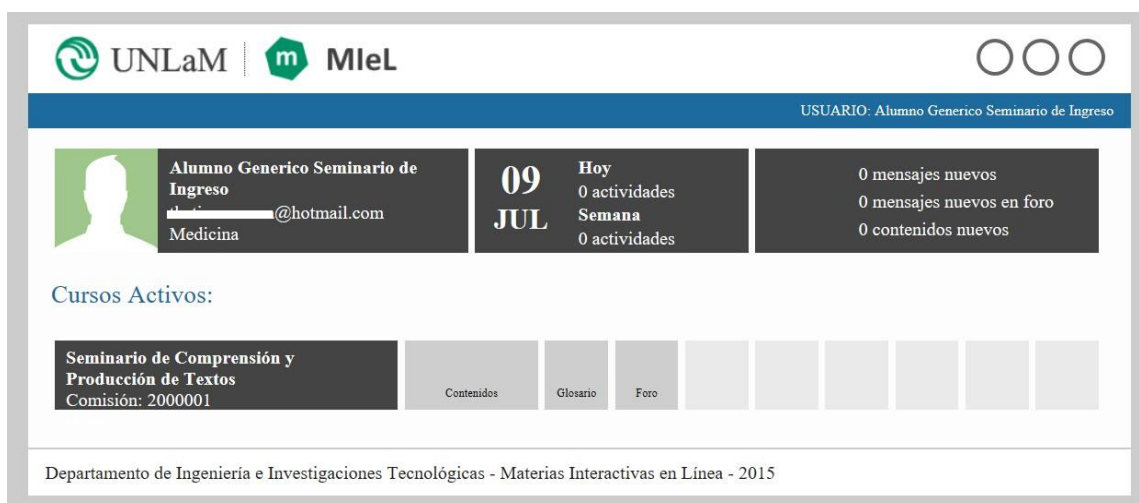 UNLaM
m MIeL
USUARIO: Alumno Generico Seminario de Ingreso
Alumno Generico Seminario de
Ingreso
@hotmail.com
Medicina
09
JUL
Hoy
0 actividades
Semana
0 actividades
0 mensajes nuevos
0 mensajes nuevos en foro
0 contenidos nuevos
Cursos Activos:
Seminario de Comprensión y
Producción de Textos
Comisión: 2000001
Contenidos
Glosario
Foro
Departamento de Ingeniería e Investigaciones Tecnológicas - Materias Interactivas en Línea - 2015